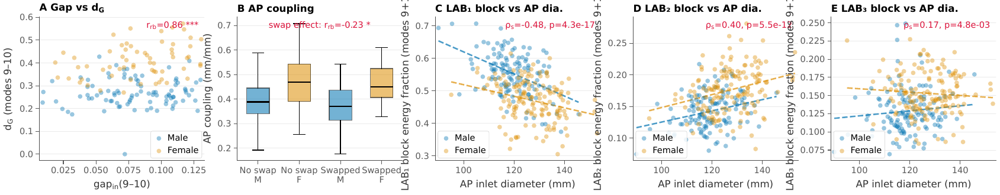 A Gap vs dG
r_rb=0.86 ***
dG (modes 9–10)
0.6
0.5
0.4
0.3
0.2
0.1
0.0
0.025
0.050
0.075
0.100
0.125
gap_in(9–10)
Male
Female
B AP coupling
swap effect: r_rb=-0.23 *
AP coupling (mm/mm)
0.7
0.6
0.5
0.4
0.3
0.2
No swap
M
No swap
F
Swapped
M
Swapped
F
C LAB₁ block vs AP dia.
ρₛ=-0.48, p=4.3e-17
LAB₁ block energy fraction (modes 9+
0.7
0.6
0.5
0.4
0.3
100
120
140
AP inlet diameter (mm)
Male
Female
D LAB₂ block vs AP dia.
ρₛ=0.40, p=5.5e-1
LAB₂ block energy fraction (modes 9+
0.25
0.20
0.15
0.10
100
120
140
AP inlet diameter (mm)
Male
Female
E LAB₃ block vs AP dia.
ρₛ=0.17, p=4.8e-03
LAB₃ block energy fraction (modes 9+
0.250
0.225
0.200
0.175
0.150
0.125
0.100
0.075
100
120
140
AP inlet diameter (mm)
Male
Female